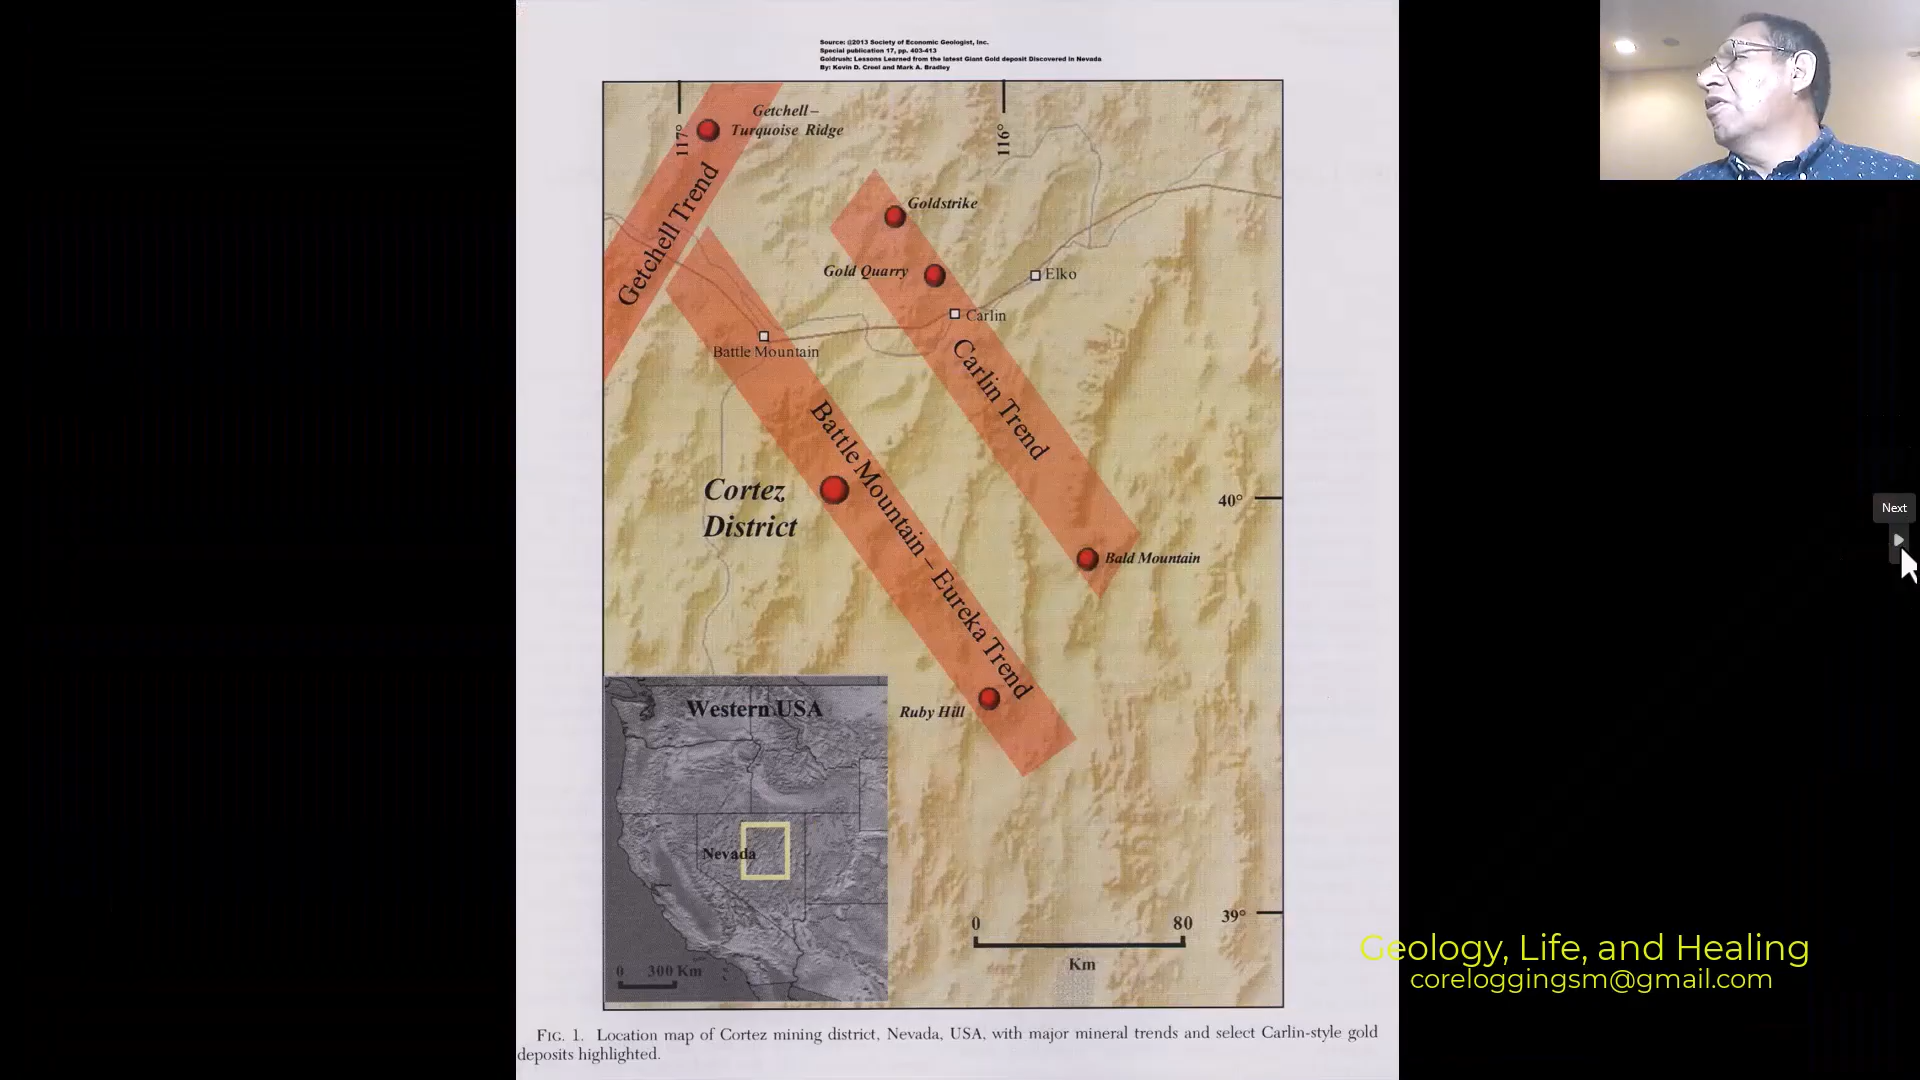 Source: @2013 Society of Economic Geologist, Inc.
Special publication 17, pp. 403-413
Goldrush: Lessons Learned from the latest Giant Gold deposit Discovered in Nevada
By: Kevin D. Creel and Mark A. Bradley
Getchell –
Turquoise Ridge
117°
116°
Getchell Trend
Goldstrike
Gold Quarry
Elko
Carlin
Battle Mountain
Carlin Trend
Battle Mountain – Eureka Trend
Cortez
District
40°
Next
Bald Mountain
Ruby Hill
Western USA
Nevada
0 300 Km
0 80
Km
39°
Geology, Life, and Healing
coreloggingsm@gmail.com
FIG. 1. Location map of Cortez mining district, Nevada, USA, with major mineral trends and select Carlin-style gold
deposits highlighted.